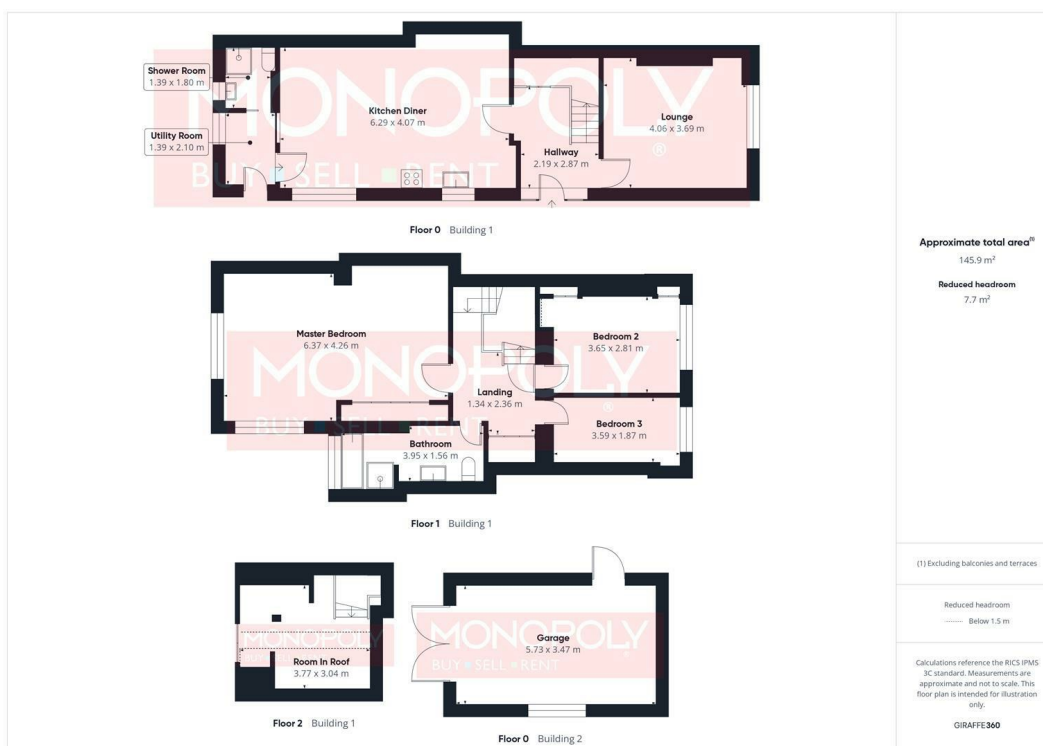 MONOPOLY
®
BUY SELL RENT
Shower Room
1.39 x 1.80 m
Utility Room
1.39 x 2.10 m
Kitchen Diner
6.29 x 4.07 m
Hallway
2.19 x 2.87 m
Lounge
4.06 x 3.69 m
Floor 0 Building 1
MONOPOLY
®
BUY SELL RENT
Master Bedroom
6.37 x 4.26 m
Landing
1.34 x 2.36 m
Bedroom 2
3.65 x 2.81 m
Bedroom 3
3.59 x 1.87 m
Bathroom
3.95 x 1.56 m
Floor 1 Building 1
MONOPOLY
BUY SELL RENT
Room In Roof
3.77 x 3.04 m
Floor 2 Building 1
MONOPOLY
BUY SELL RENT
Garage
5.73 x 3.47 m
Floor 0 Building 2
Approximate total area(1)
145.9 m²
Reduced headroom
7.7 m²
(1) Excluding balconies and terraces
Reduced headroom
Below 1.5 m
Calculations reference the RICS IPMS
3C standard. Measurements are
approximate and not to scale. This
floor plan is intended for illustration
only.
GIRAFFE360